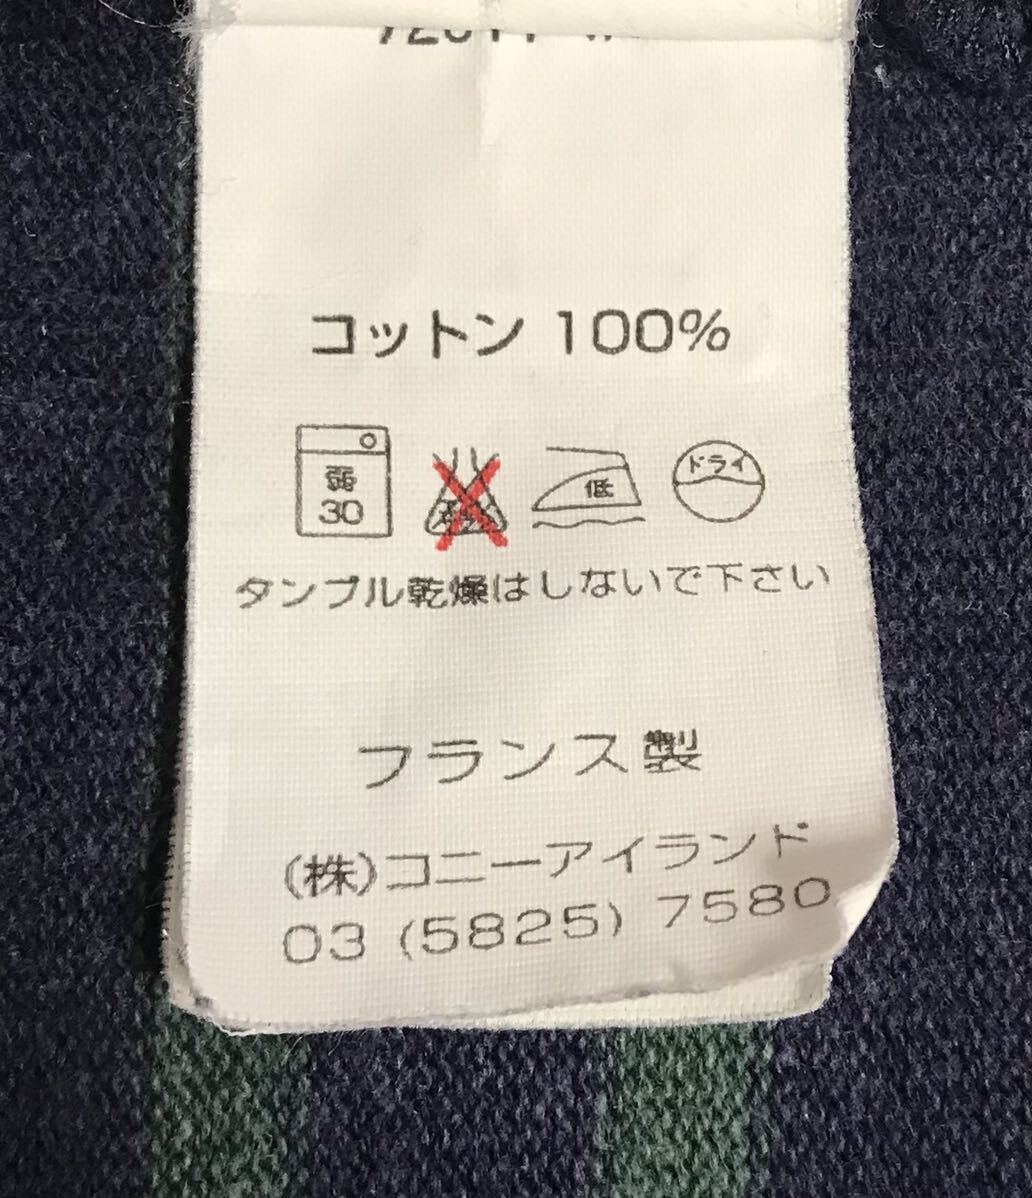 コットン 100%
弱
30
低
ドライ
タンブル乾燥はしないで下さい
フランス製
(株)コニーアイランド
03 (5825) 7580